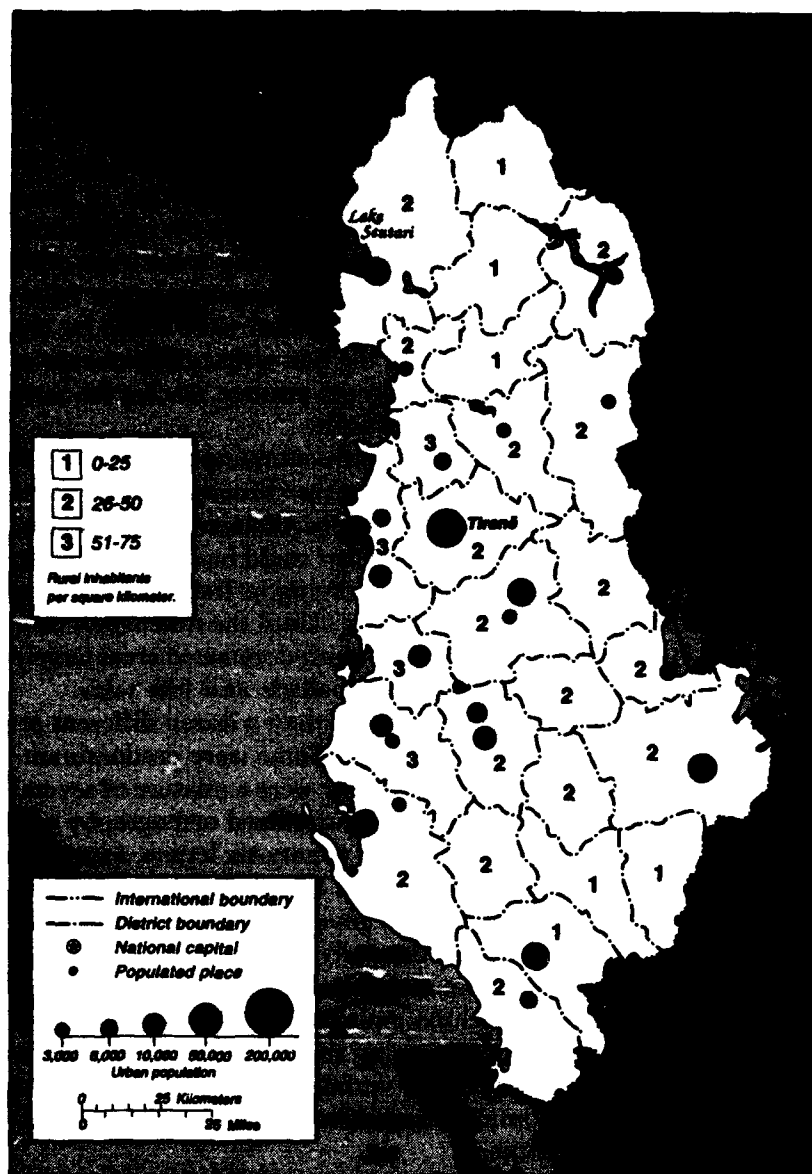 1
2
Lake
Scutari
2
1
2
1
2
3
2
1 0-25
2 26-50
3 51-75
Rural inhabitants
per square kilometer.
Tiranë
3
2
2
2
2
3
2
2
3
2
2
2
2
1
1
1
2
International boundary
District boundary
National capital
Populated place
3,000 5,000 10,000 50,000 200,000
Urban population
0 25 Kilometers
0 25 Miles